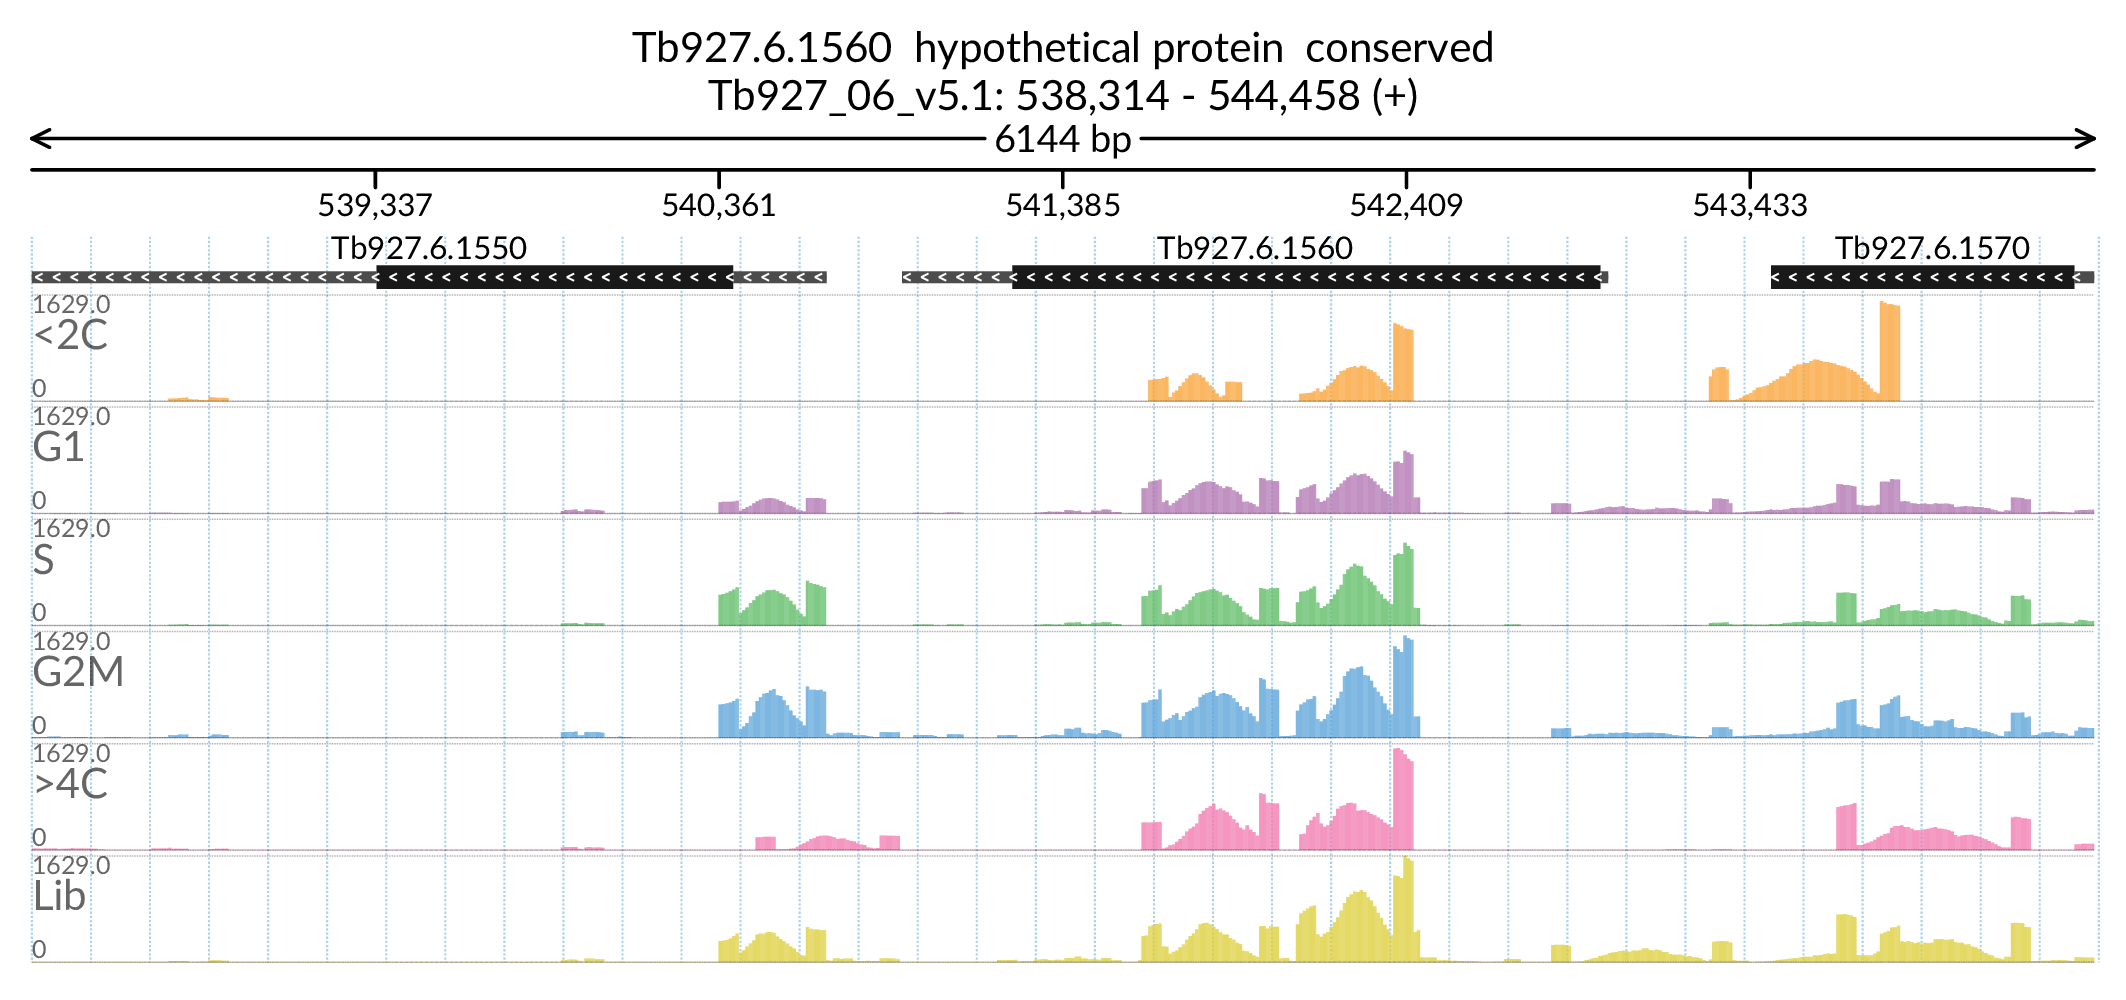 Tb927.6.1560  hypothetical protein  conserved
Tb927_06_v5.1: 538,314 - 544,458 (+)
6144 bp
539,337 540,361 541,385 542,409 543,433
Tb927.6.1550 Tb927.6.1560 Tb927.6.1570
1629.0
<2C
0
1629.0
G1
0
1629.0
S
0
1629.0
G2M
0
1629.0
>4C
0
1629.0
Lib
0